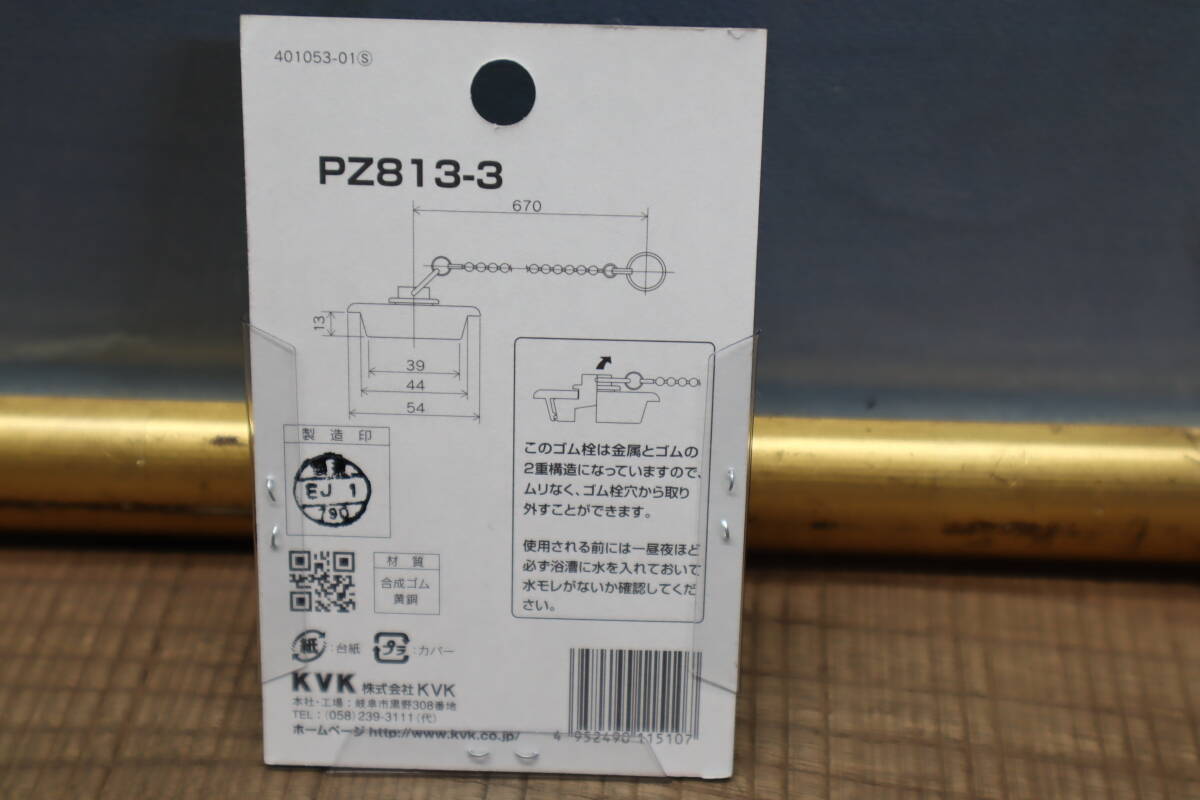 401053-01Ⓢ
PZ813-3
670
13
39
44
54
製造印
EJ 1
790
このゴム栓は金属とゴムの
2重構造になっていますので、
ムリなく、ゴム栓穴から取り
外すことができます。
使用される前には一昼夜ほど
必ず浴漕に水を入れておいて
水モレがないか確認してくだ
さい。
材質
合成ゴム
黄銅
紙:台紙 プラ:カバー
KVK 株式会社KVK
本社・工場:岐阜市黒野308番地
TEL:(058)239-3111(代)
ホームページ http://www.kvk.co.jp/
4 952490 115107